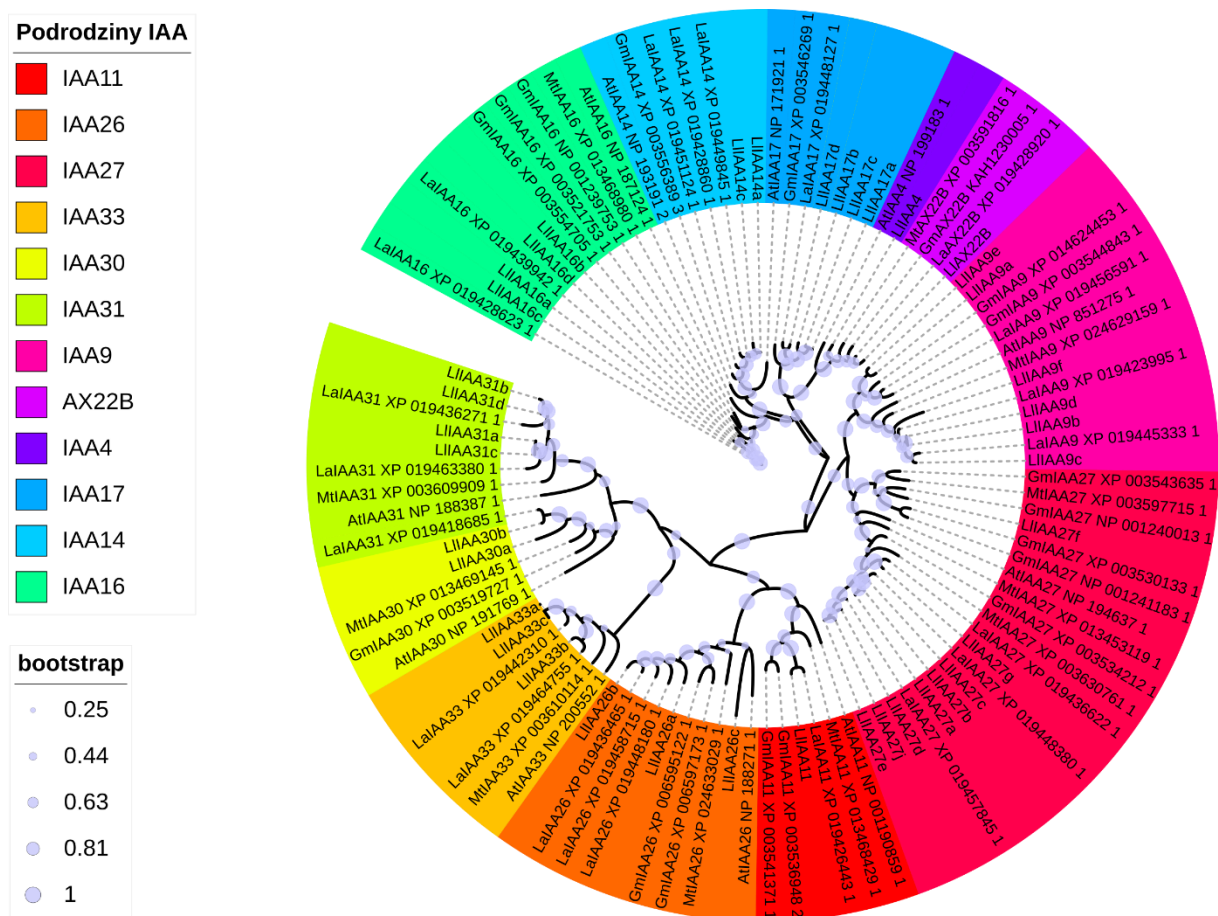 Podrodziny IAA
IAA11
IAA26
IAA27
IAA33
IAA30
IAA31
IAA9
AX22B
IAA4
IAA17
IAA14
IAA16
bootstrap
0.25
0.44
0.63
0.81
1
LaIAA16 XP 019428623 1
LlIAA16c
LlIAA16a
LaIAA16 XP 019439942 1
LlIAA16d
LlIAA16b
GmIAA16 XP 003554705 1
GmIAA16 XP 003521753 1
GmIAA16 NP 001239753 1
MtIAA16 XP 013468980 1
AtIAA16 NP 187124 1
AtIAA14 NP 193191 2
GmIAA14 XP 003556389 3
LaIAA14 XP 019451124 1
LaIAA14 XP 019428860 1
LaIAA14 XP 019449845 1
LlIAA14c
LlIAA14a
AtIAA17 NP 171921 1
GmIAA17 XP 003546269 1
LaIAA17 XP 019448127 1
LlIAA17d
LlIAA17b
LlIAA17c
LlIAA17a
AtIAA4 NP 199183 1
LlIAA4
MtAX22B XP 003591816 1
GmAX22B KAH1230005 1
LaAX22B XP 019428920 1
LlAX22B
LlIAA9e
LlIAA9a
GmIAA9 XP 014624453 1
GmIAA9 XP 003544843 1
LaIAA9 XP 019456591 1
AtIAA9 NP 851275 1
MtIAA9 XP 024629159 1
LlIAA9f
LaIAA9 XP 019423995 1
LlIAA9d
LlIAA9b
LaIAA9 XP 019445333 1
LlIAA9c
GmIAA27 XP 003543635 1
MtIAA27 XP 003597715 1
GmIAA27 NP 001240013 1
LlIAA27f
GmIAA27 XP 003530133 1
GmIAA27 NP 001241183 1
AtIAA27 NP 194637 1
MtIAA27 XP 013453119 1
GmIAA27 XP 003534212 1
MtIAA27 XP 003630761 1
LaIAA27 XP 019436622 1
LlIAA27g
LaIAA27 XP 019448380 1
LlIAA27c
LlIAA27b
LlIAA27a
LaIAA27 XP 019457845 1
LlIAA27d
LlIAA27j
LlIAA27e
AtIAA11 NP 001190859 1
MtIAA11 XP 013468429 1
LaIAA11 XP 019426443 1
LlIAA11
GmIAA11 XP 003536948 2
GmIAA11 XP 003541371 1
AtIAA26 NP 188271 1
LlIAA26c
MtIAA26 XP 024633029 1
GmIAA26 XP 006597173 1
GmIAA26 XP 006595122 1
LlIAA26a
LaIAA26 XP 019448180 1
LaIAA26 XP 019458715 1
LaIAA26 XP 019436465 1
LlIAA26b
AtIAA33 NP 200552 1
MtIAA33 XP 003610114 1
LaIAA33 XP 019464755 1
LlIAA33b
LaIAA33 XP 019442310 1
LlIAA33c
LlIAA33a
AtIAA30 NP 191769 1
GmIAA30 XP 003519727 1
MtIAA30 XP 013469145 1
LlIAA30a
LlIAA30b
LaIAA31 XP 019418685 1
AtIAA31 NP 188387 1
MtIAA31 XP 003609909 1
LaIAA31 XP 019463380 1
LlIAA31c
LlIAA31a
LaIAA31 XP 019436271 1
LlIAA31d
LlIAA31b